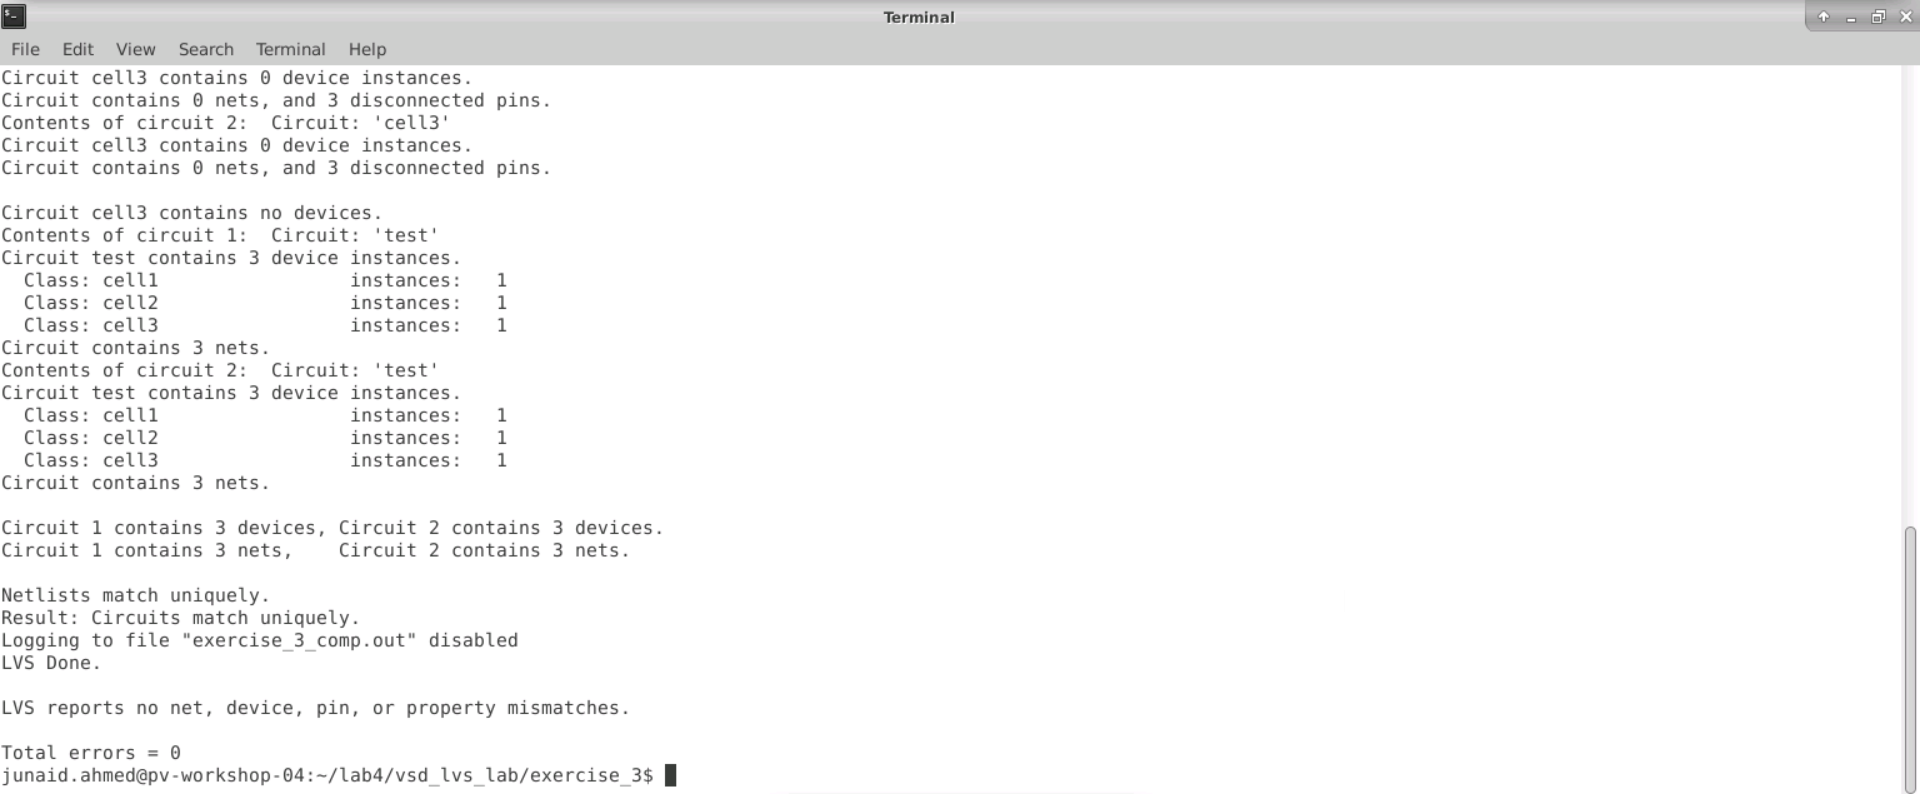 Terminal
File Edit View Search Terminal Help
Circuit cell3 contains 0 device instances.
Circuit contains 0 nets, and 3 disconnected pins.
Contents of circuit 2:  Circuit: 'cell3'
Circuit cell3 contains 0 device instances.
Circuit contains 0 nets, and 3 disconnected pins.
Circuit cell3 contains no devices.
Contents of circuit 1:  Circuit: 'test'
Circuit test contains 3 device instances.
  Class: cell1                 instances:   1
  Class: cell2                 instances:   1
  Class: cell3                 instances:   1
Circuit contains 3 nets.
Contents of circuit 2:  Circuit: 'test'
Circuit test contains 3 device instances.
  Class: cell1                 instances:   1
  Class: cell2                 instances:   1
  Class: cell3                 instances:   1
Circuit contains 3 nets.
Circuit 1 contains 3 devices, Circuit 2 contains 3 devices.
Circuit 1 contains 3 nets,    Circuit 2 contains 3 nets.
Netlists match uniquely.
Result: Circuits match uniquely.
Logging to file "exercise_3_comp.out" disabled
LVS Done.
LVS reports no net, device, pin, or property mismatches.
Total errors = 0
junaid.ahmed@pv-workshop-04:~/lab4/vsd_lvs_lab/exercise_3$